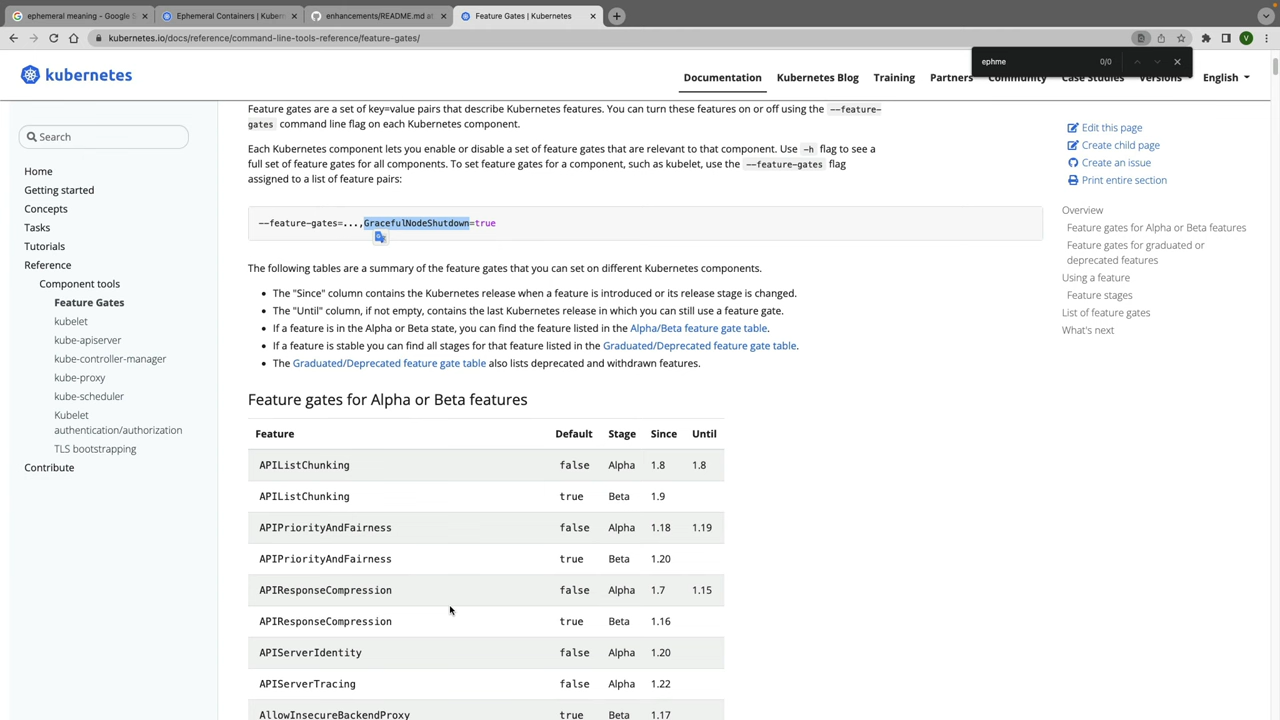 ephemeral meaning - Google S
Ephemeral Containers | Kuber
enhancements/README.md at
Feature Gates | Kubernetes
kubernetes.io/docs/reference/command-line-tools-reference/feature-gates/
V
ephme 0/0
kubernetes
Documentation Kubernetes Blog Training Partners Community Case Studies Versions English
Search
Home
Getting started
Concepts
Tasks
Tutorials
Reference
Component tools
Feature Gates
kubelet
kube-apiserver
kube-controller-manager
kube-proxy
kube-scheduler
Kubelet
authentication/authorization
TLS bootstrapping
Contribute
Feature gates are a set of key=value pairs that describe Kubernetes features. You can turn these features on or off using the --feature-
gates command line flag on each Kubernetes component.
Each Kubernetes component lets you enable or disable a set of feature gates that are relevant to that component. Use -h flag to see a
full set of feature gates for all components. To set feature gates for a component, such as kubelet, use the --feature-gates flag
assigned to a list of feature pairs:
--feature-gates=...,GracefulNodeShutdown=true
The following tables are a summary of the feature gates that you can set on different Kubernetes components.
• The "Since" column contains the Kubernetes release when a feature is introduced or its release stage is changed.
• The "Until" column, if not empty, contains the last Kubernetes release in which you can still use a feature gate.
• If a feature is in the Alpha or Beta state, you can find the feature listed in the Alpha/Beta feature gate table.
• If a feature is stable you can find all stages for that feature listed in the Graduated/Deprecated feature gate table.
• The Graduated/Deprecated feature gate table also lists deprecated and withdrawn features.
Feature gates for Alpha or Beta features
Feature Default Stage Since Until
APIListChunking false Alpha 1.8 1.8
APIListChunking true Beta 1.9
APIPriorityAndFairness false Alpha 1.18 1.19
APIPriorityAndFairness true Beta 1.20
APIResponseCompression false Alpha 1.7 1.15
APIResponseCompression true Beta 1.16
APIServerIdentity false Alpha 1.20
APIServerTracing false Alpha 1.22
AllowInsecureBackendProxy true Beta 1.17
Edit this page
Create child page
Create an issue
Print entire section
Overview
Feature gates for Alpha or Beta features
Feature gates for graduated or
deprecated features
Using a feature
Feature stages
List of feature gates
What's next